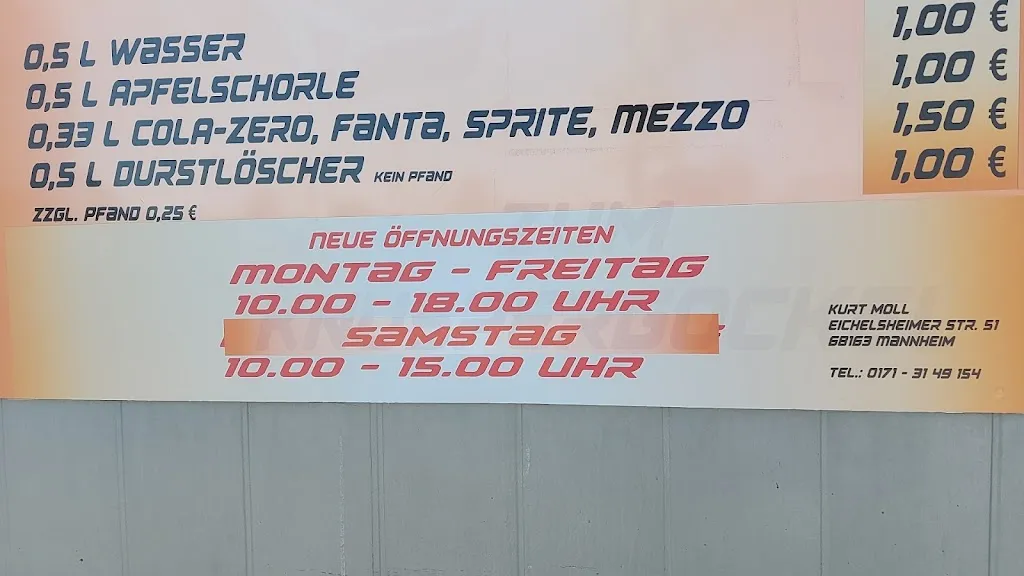 0,5 L WASSER 1,00 €
0,5 L APFELSCHORLE 1,00 €
0,33 L COLA-ZERO, FANTA, SPRITE, MEZZO 1,50 €
0,5 L DURSTLÖSCHER KEIN PFAND 1,00 €
ZZGL. PFAND 0,25 €
NEUE ÖFFNUNGSZEITEN
MONTAG - FREITAG
10.00 - 18.00 UHR
SAMSTAG
10.00 - 15.00 UHR
KURT MOLL
EICHELSHEIMER STR. 51
68163 MANNHEIM
TEL.: 0171 - 31 49 154